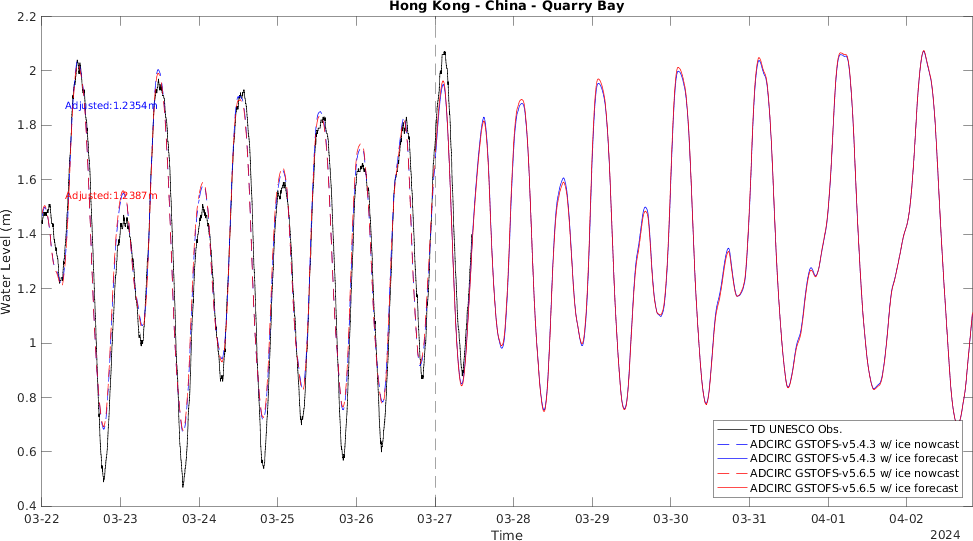 Hong Kong - China - Quarry Bay
2.2
2
1.8
1.6
1.4
1.2
1
0.8
0.6
0.4
Water Level (m)
Adjusted:1.2354m
Adjusted:1.2387m
03-22
03-23
03-24
03-25
03-26
03-27
03-28
03-29
03-30
03-31
04-01
04-02
Time
2024
TD UNESCO Obs.
ADCIRC GSTOFS-v5.4.3 w/ ice nowcast
ADCIRC GSTOFS-v5.4.3 w/ ice forecast
ADCIRC GSTOFS-v5.6.5 w/ ice nowcast
ADCIRC GSTOFS-v5.6.5 w/ ice forecast